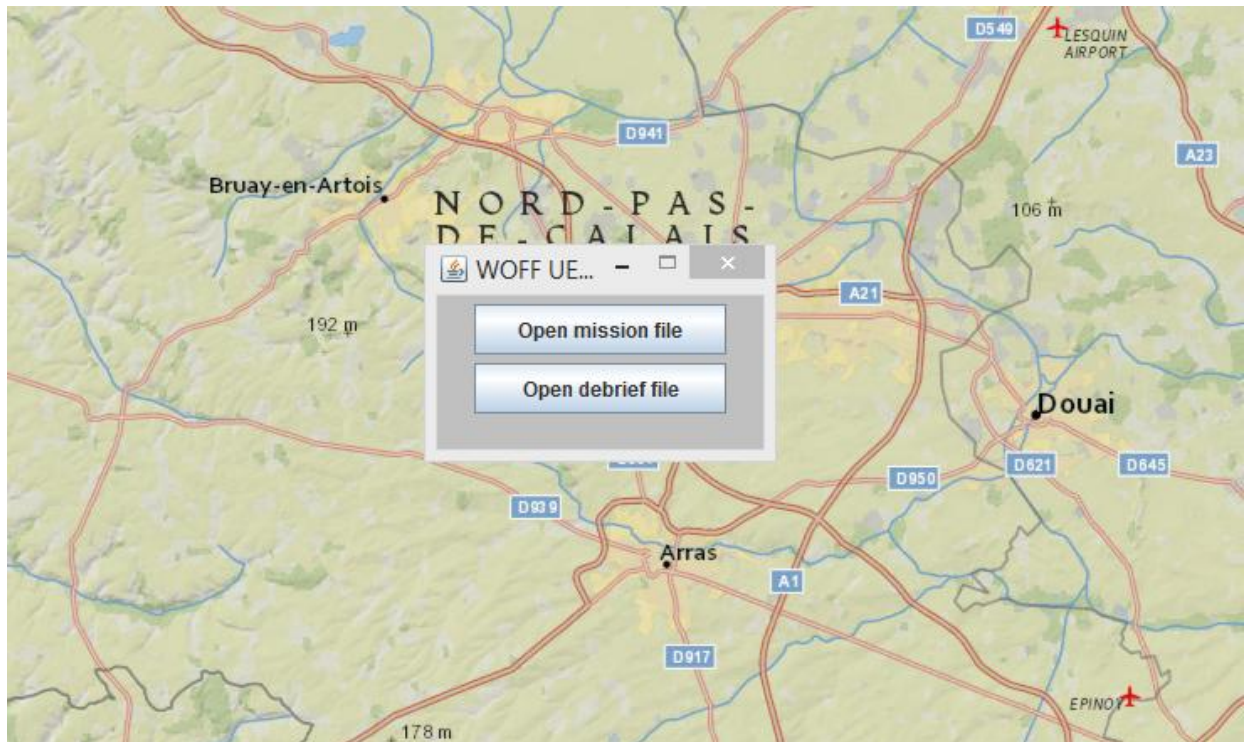 D549
LESQUIN
AIRPORT
D941
A23
Bruay-en-Artois
NORD-PAS-
DE-CALAIS
106 m
WOFF UE...
A21
Open mission file
192 m
Open debrief file
Douai
D621
D645
D950
D939
Arras
A1
D917
EPINOY
178 m